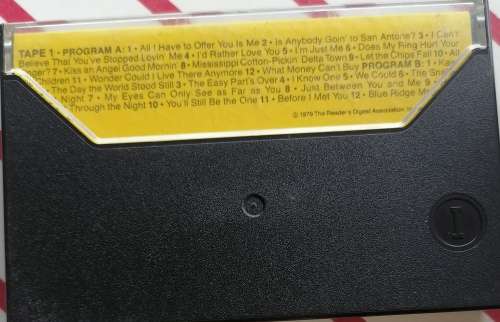 TAPE 1 - PROGRAM A: 1 • All I Have to Offer You Is Me 2 • Is Anybody Goin' to San Antone? 3 • I Can't
Believe That You've Stopped Lovin' Me 4 • I'd Rather Love You 5 • I'm Just Me 6 • Does My Ring Hurt Your
ger? 7 • Kiss an Angel Good Mornin' 8 • Mississippi Cotton-Pickin' Delta Town 9 • Let the Chips Fall 10 • All
children 11 • Wonder Could I Live There Anymore 12 • What Money Can't Buy PROGRAM B: 1 • Kaw
The Day the World Stood Still 3 • The Easy Part's Over 4 • I Know One 5 • We Could 6 • The Snake
Night 7 • My Eyes Can Only See as Far as You 8 • Just Between You and Me 9
Through the Night 10 • You'll Still Be the One 11 • Before I Met You 12 • Blue Ridge
© 1979 The Reader's Digest Association
I